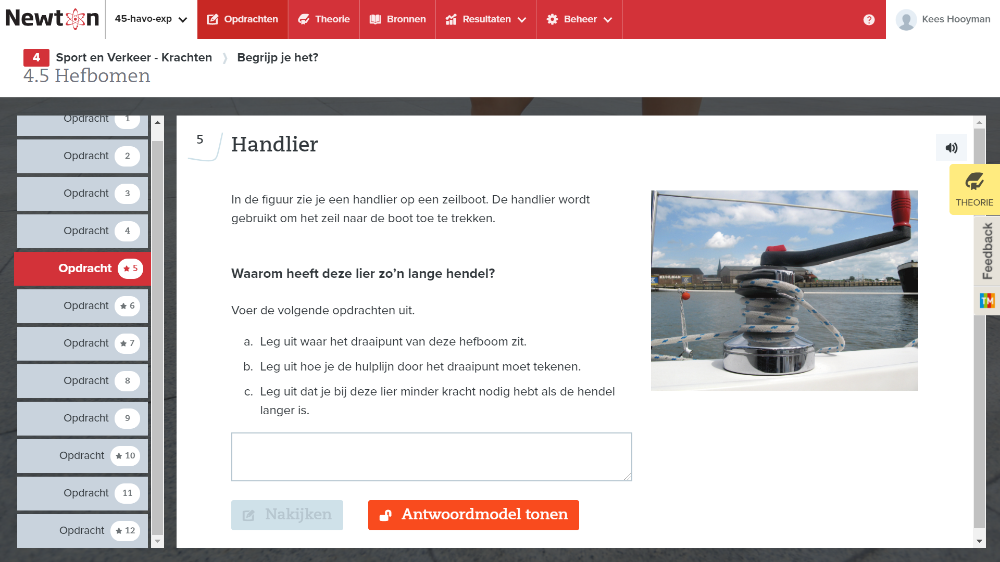 Newton
45-havo-exp
Opdrachten
Theorie
Bronnen
Resultaten
Beheer
?
Kees Hooyman
4 Sport en Verkeer - Krachten > Begrijp je het?
4.5 Hefbomen
Opdracht 1
Opdracht 2
Opdracht 3
Opdracht 4
Opdracht ★ 5
Opdracht ★ 6
Opdracht ★ 7
Opdracht 8
Opdracht 9
Opdracht ★ 10
Opdracht 11
Opdracht ★ 12
5 Handlier
In de figuur zie je een handlier op een zeilboot. De handlier wordt
gebruikt om het zeil naar de boot toe te trekken.
Waarom heeft deze lier zo’n lange hendel?
Voer de volgende opdrachten uit.
a. Leg uit waar het draaipunt van deze hefboom zit.
b. Leg uit hoe je de hulplijn door het draaipunt moet tekenen.
c. Leg uit dat je bij deze lier minder kracht nodig hebt als de hendel
langer is.
Nakijken
Antwoordmodel tonen
KUHLMAN
THEORIE
Feedback
TM